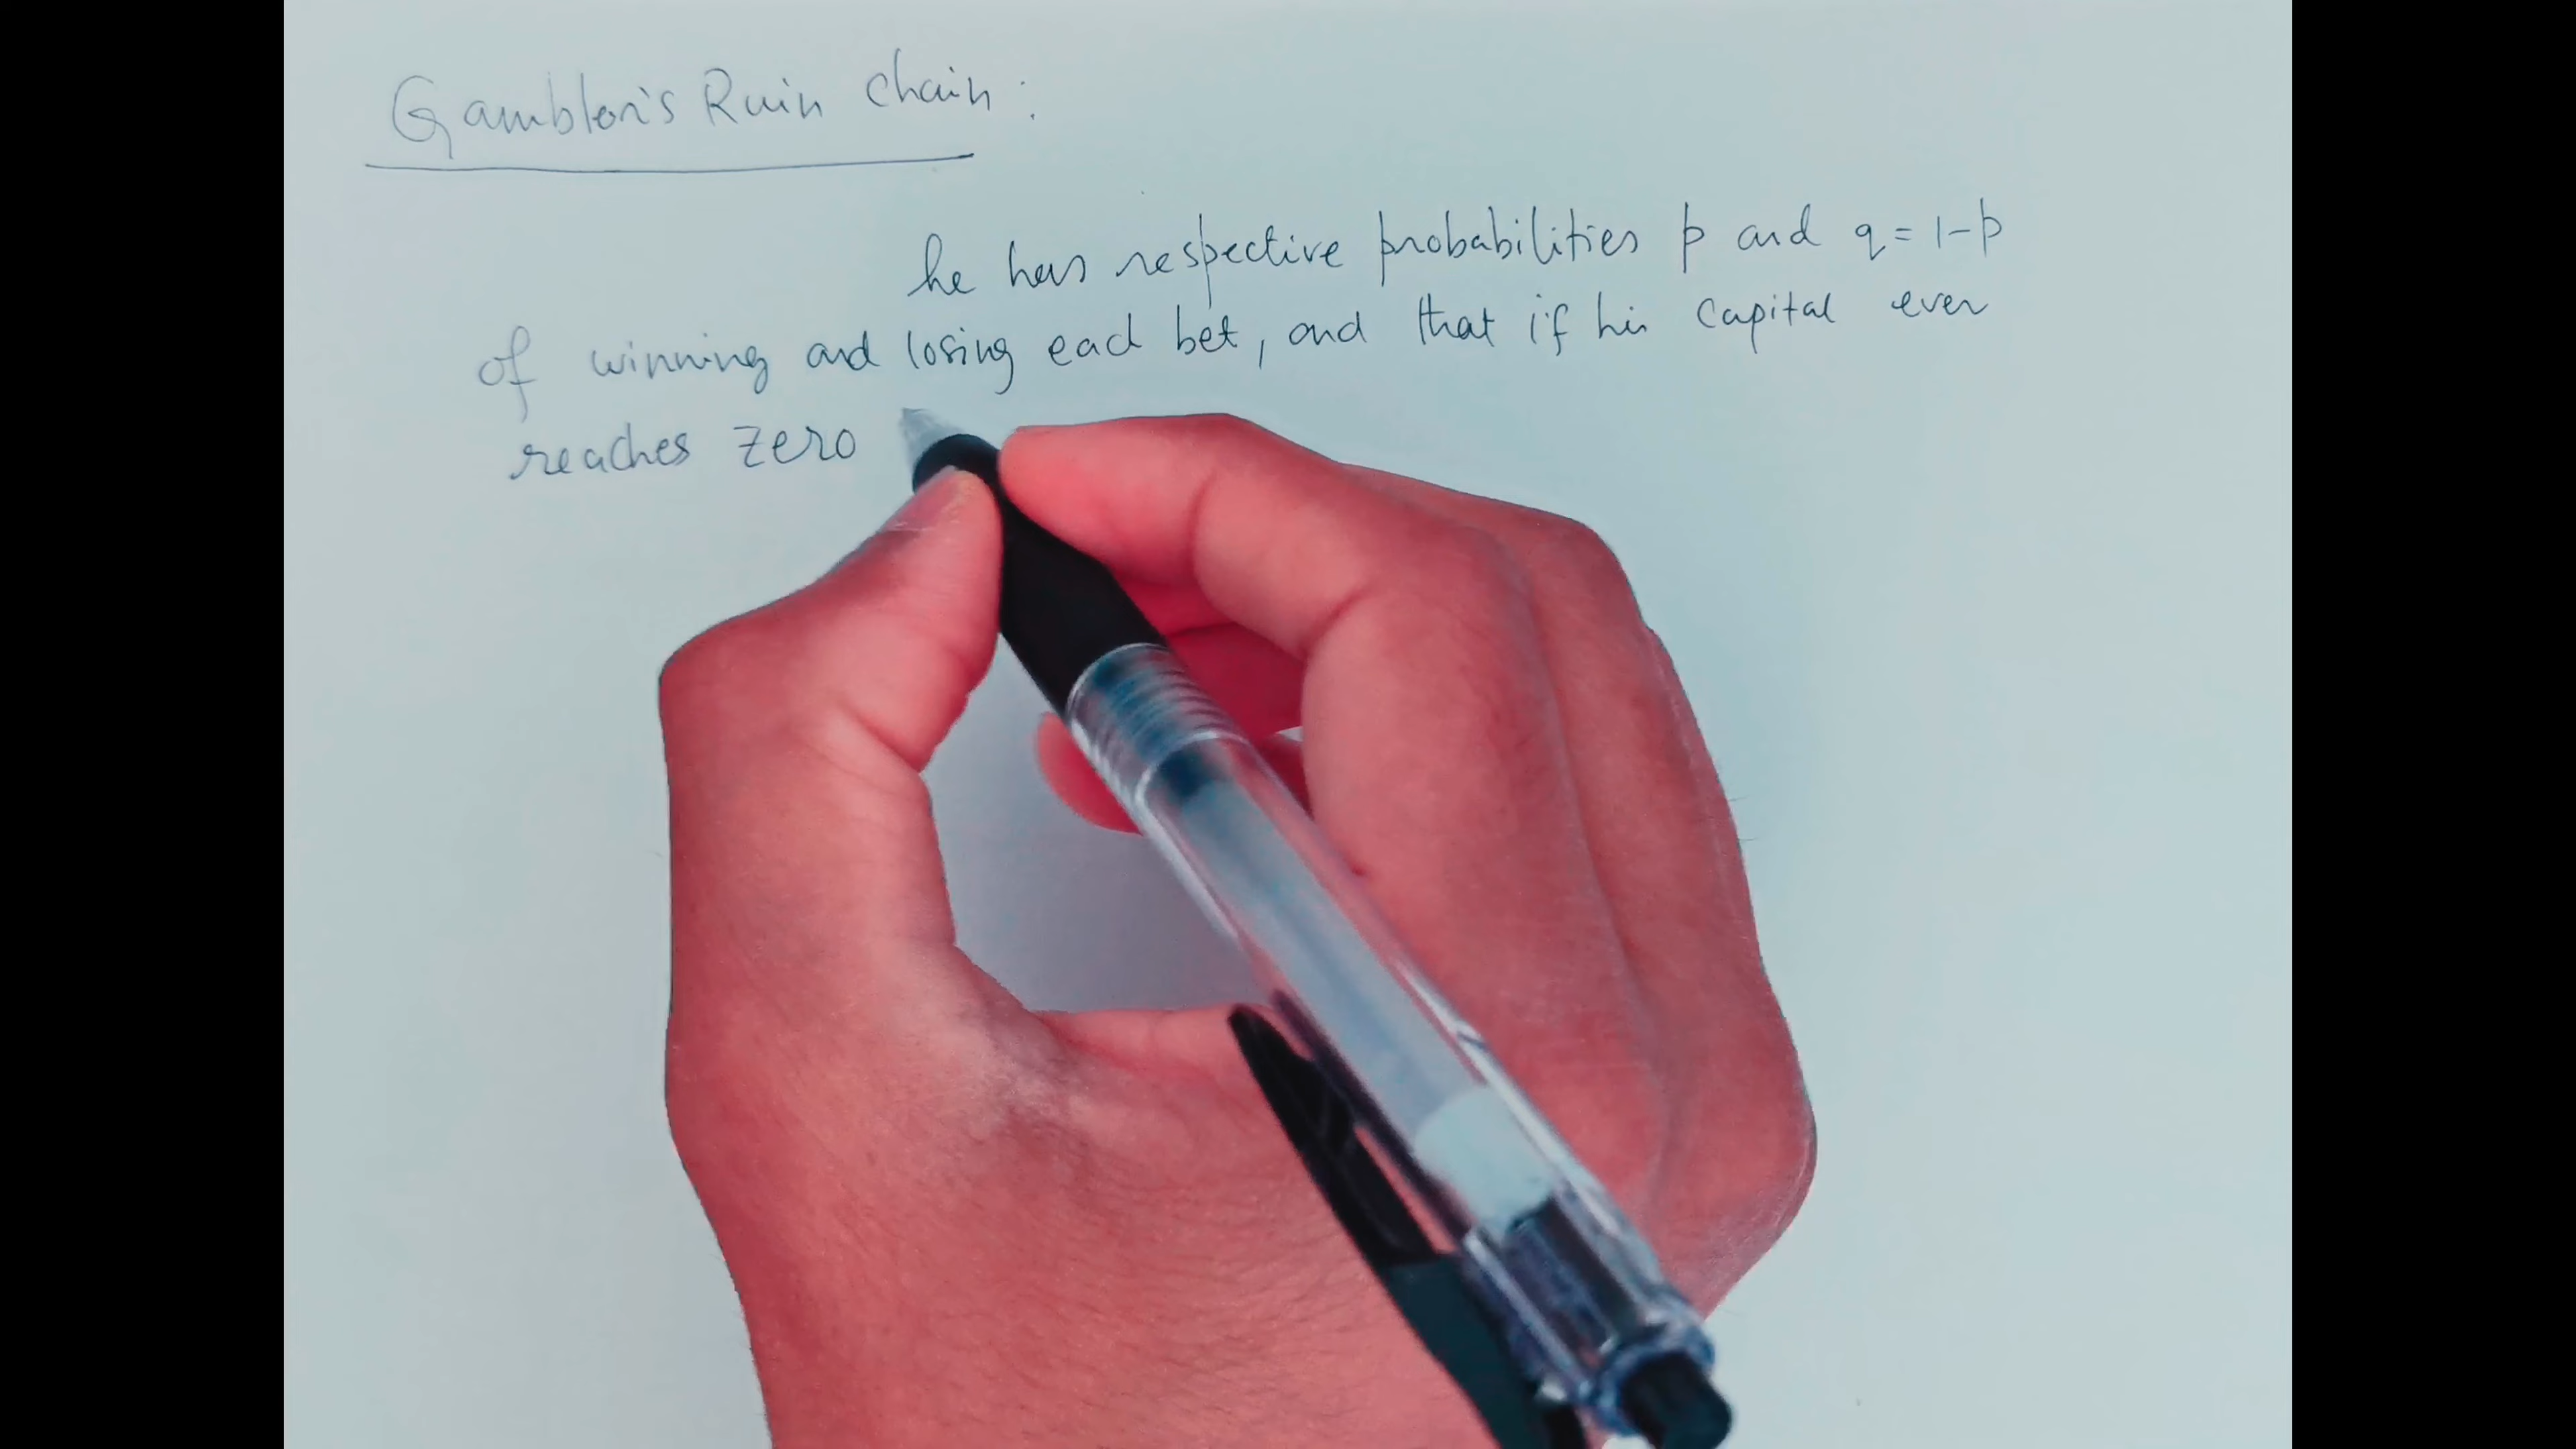 Gambler's Ruin chain:
he has respective probabilities p and q = 1-p
of winning and losing each bet, and that if his capital ever
reaches zero